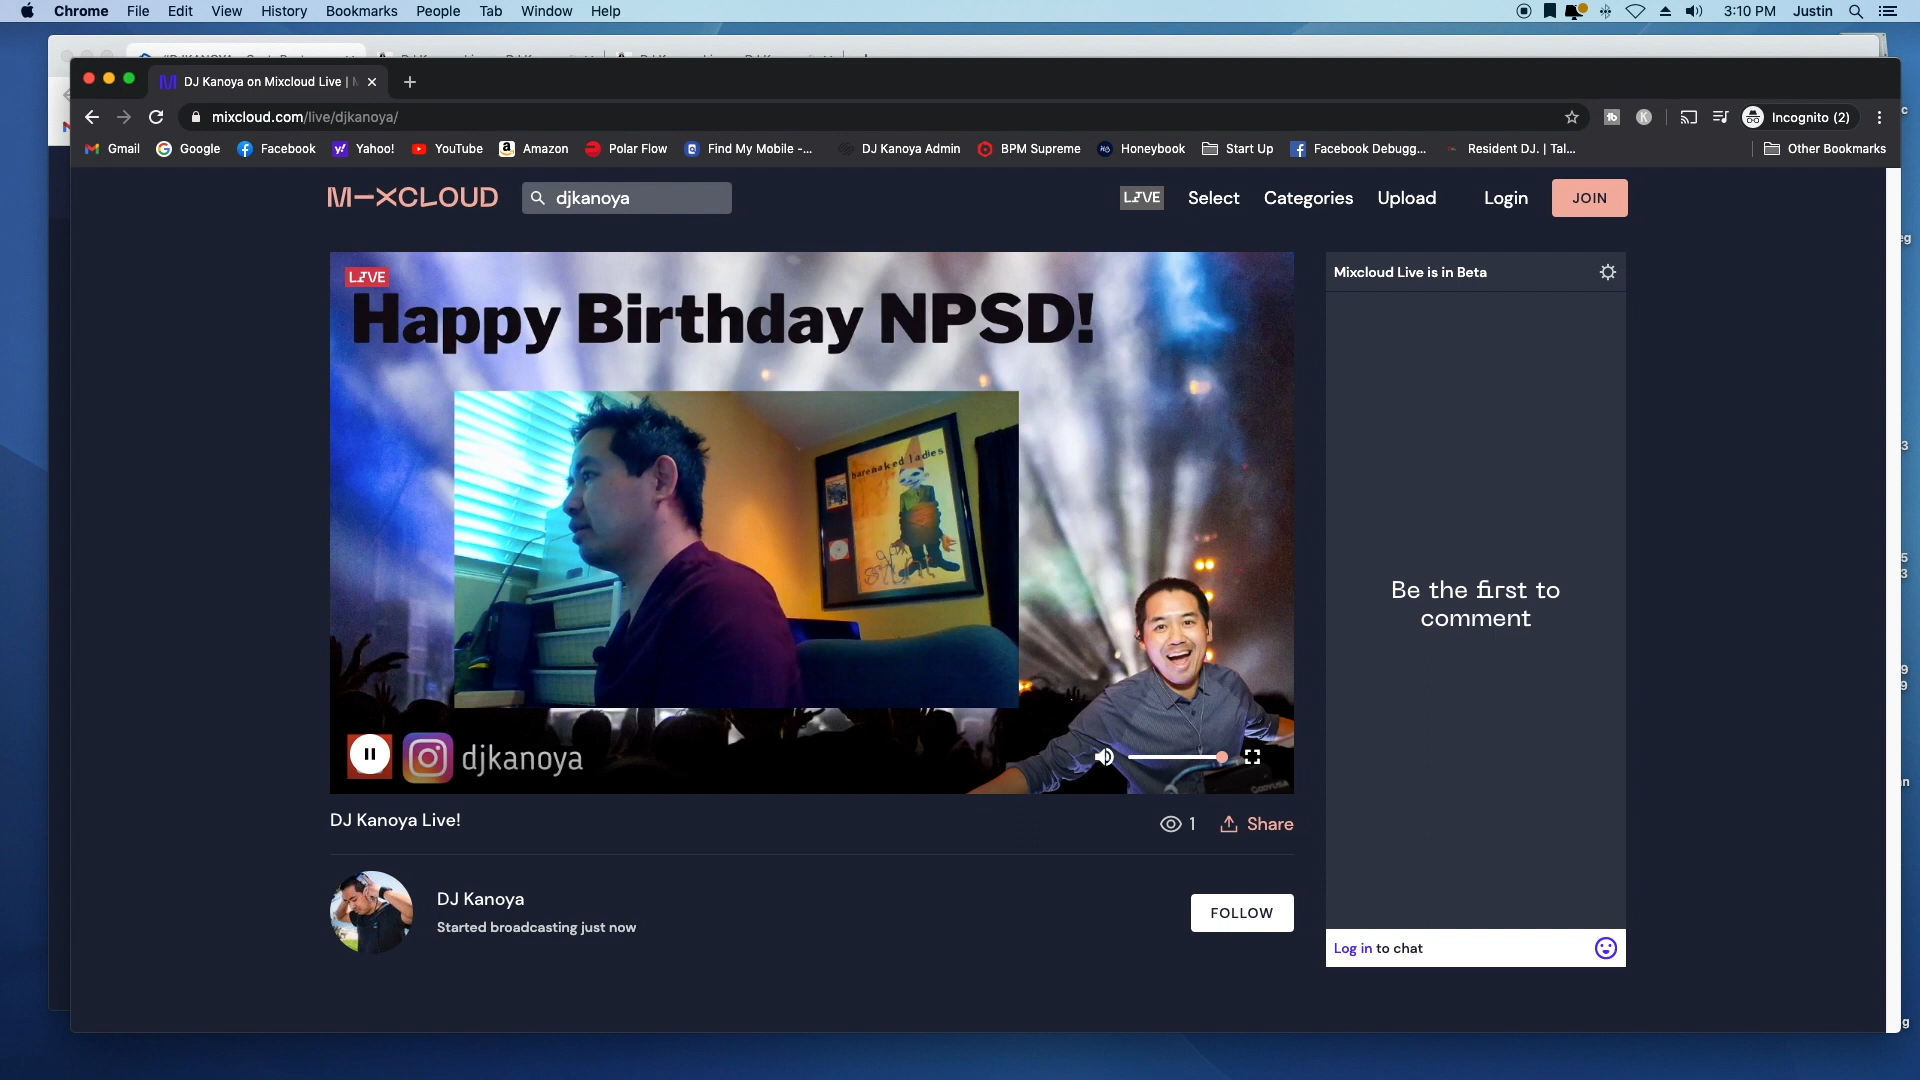 Chrome File Edit View History Bookmarks People Tab Window Help 3:10 PM Justin
DJ Kanoya on Mixcloud Live |
mixcloud.com/live/djkanoya/
K Incognito (2)
Gmail Google Facebook Yahoo! YouTube Amazon Polar Flow Find My Mobile -... DJ Kanoya Admin BPM Supreme Honeybook Start Up Facebook Debugg... Resident DJ. | Tal... Other Bookmarks
MIXCLOUD djkanoya LIVE Select Categories Upload Login JOIN
LIVE
Happy Birthday NPSD!
barenaked ladies
djkanoya
DJ Kanoya Live!
1 Share
DJ Kanoya
Started broadcasting just now
FOLLOW
Mixcloud Live is in Beta
Be the first to
comment
Log in to chat